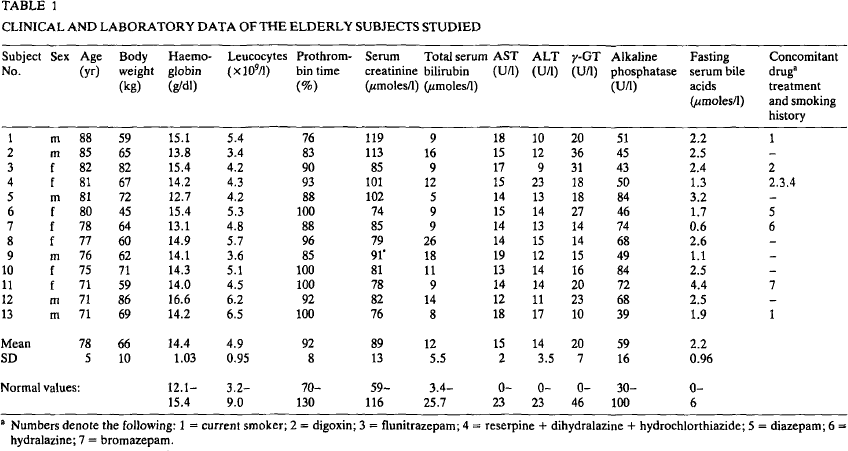 TABLE 1
CLINICAL AND LABORATORY DATA OF THE ELDERLY SUBJECTS STUDIED
Subject Sex Age Body Haemo- Leucocytes Prothrom- Serum Total serum AST ALT γ-GT Alkaline Fasting Concomitant
No. (yr) weight globin (×10⁹/l) bin time creatinine bilirubin (U/l) (U/l) (U/l) phosphatase serum bile drugª
(kg) (g/dl) (%) (μmoles/l) (μmoles/l) (U/l) acids treatment
(μmoles/l) and smoking
history
1 m 88 59 15.1 5.4 76 119 9 18 10 20 51 2.2 1
2 m 85 65 13.8 3.4 83 113 16 15 12 36 45 2.5 –
3 f 82 82 15.4 4.2 90 85 9 17 9 31 43 2.4 2
4 f 81 67 14.2 4.3 93 101 12 15 23 18 50 1.3 2.3.4
5 m 81 72 12.7 4.2 88 102 5 14 13 18 84 3.2 –
6 f 80 45 15.4 5.3 100 74 9 15 14 27 46 1.7 5
7 f 78 64 13.1 4.8 88 85 9 14 13 14 74 0.6 6
8 f 77 60 14.9 5.7 96 79 26 14 15 14 68 2.6 –
9 m 76 62 14.1 3.6 85 91• 18 19 12 15 49 1.1 –
10 f 75 71 14.3 5.1 100 81 11 13 14 16 84 2.5 –
11 f 71 59 14.0 4.5 100 78 9 14 14 20 72 4.4 7
12 m 71 86 16.6 6.2 92 82 14 12 11 23 68 2.5 –
13 m 71 69 14.2 6.5 100 76 8 18 17 10 39 1.9 1
Mean 78 66 14.4 4.9 92 89 12 15 14 20 59 2.2
SD 5 10 1.03 0.95 8 13 5.5 2 3.5 7 16 0.96
Normal values: 12.1– 3.2– 70– 59– 3.4– 0– 0– 0– 30– 0–
15.4 9.0 130 116 25.7 23 23 46 100 6
ª Numbers denote the following: 1 = current smoker; 2 = digoxin; 3 = flunitrazepam; 4 = reserpine + dihydralazine + hydrochlorthiazide; 5 = diazepam; 6 =
hydralazine; 7 = bromazepam.